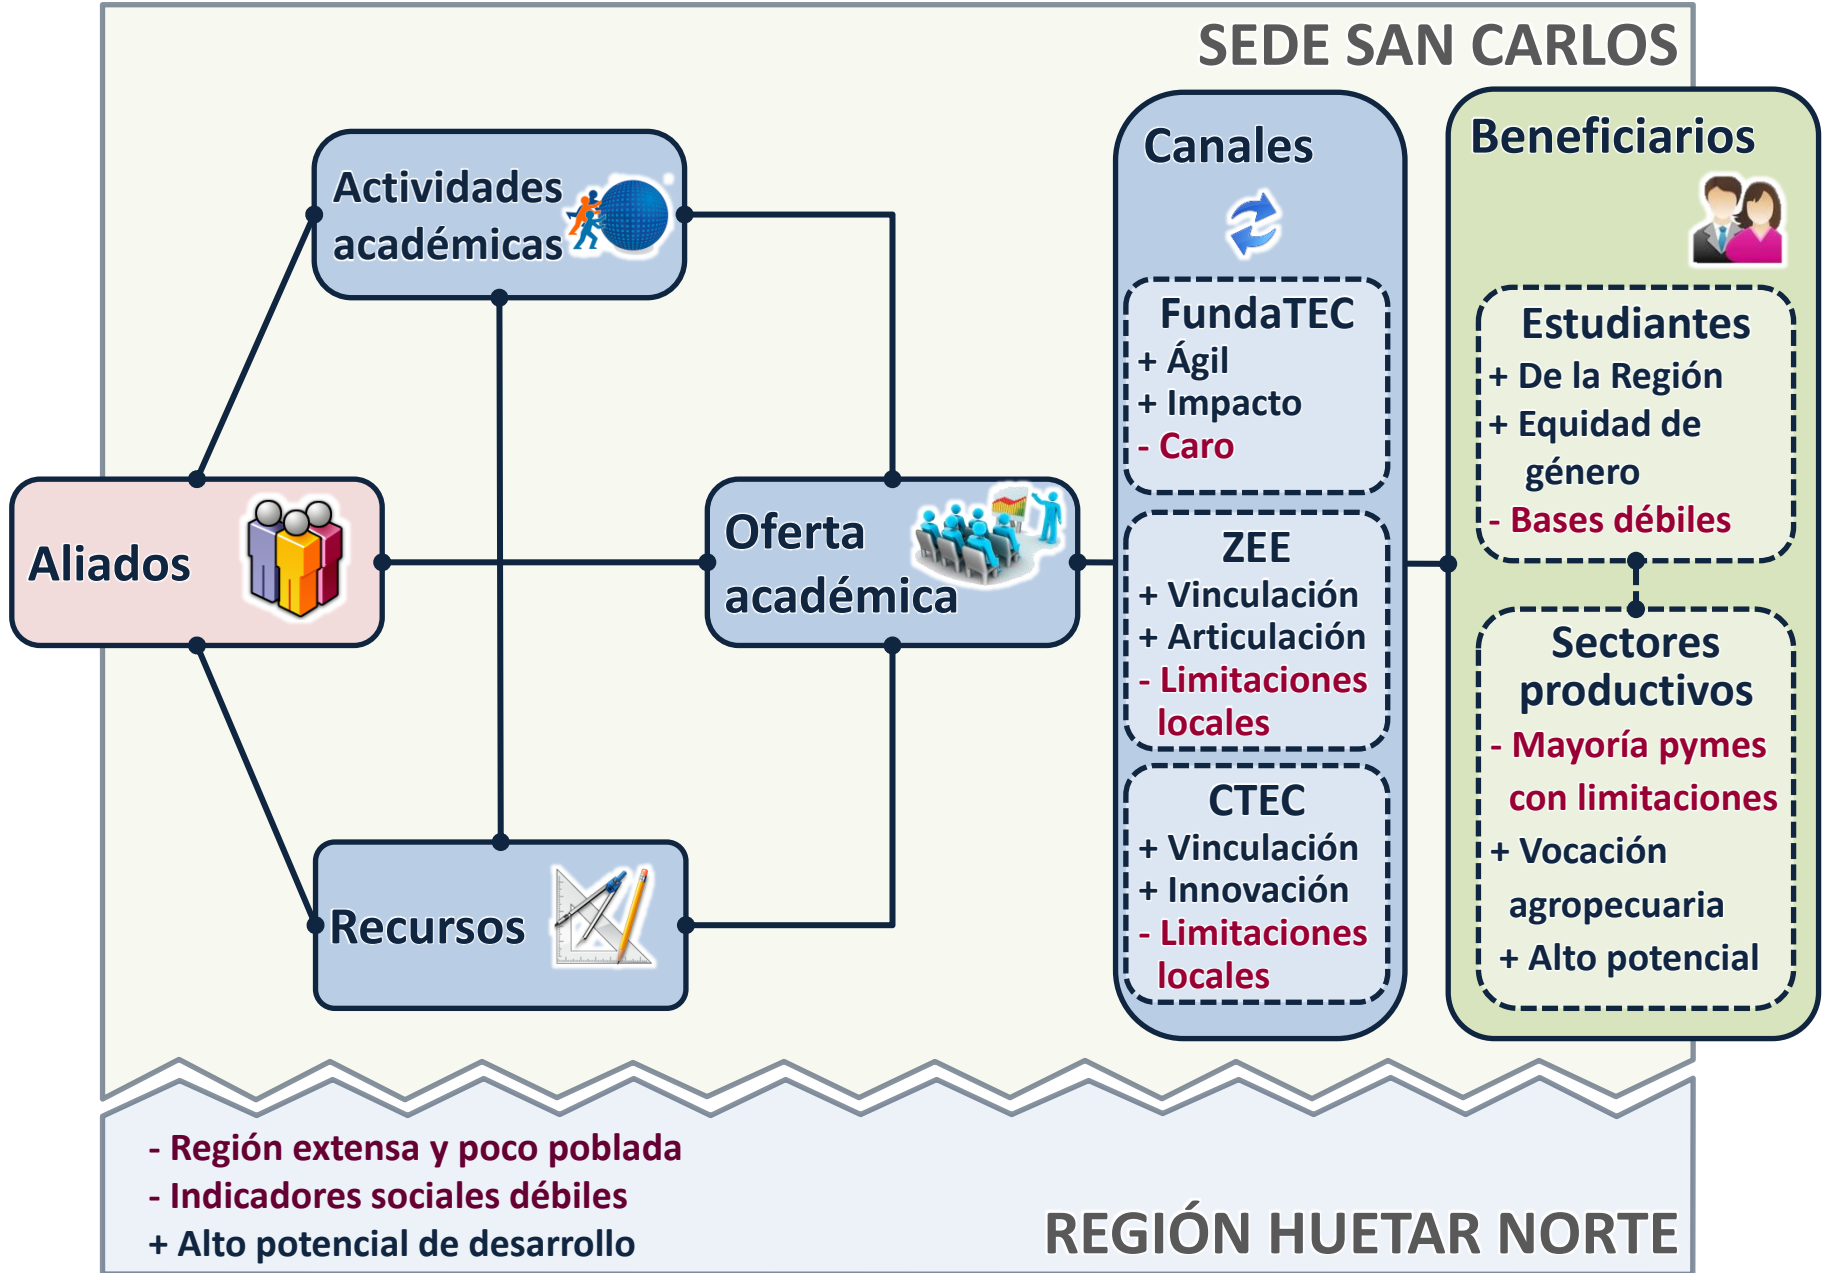 SEDE SAN CARLOS
Actividades
académicas
Aliados
Recursos
Oferta
académica
Canales
FundaTEC
+ Ágil
+ Impacto
- Caro
ZEE
+ Vinculación
+ Articulación
- Limitaciones
locales
CTEC
+ Vinculación
+ Innovación
- Limitaciones
locales
Beneficiarios
Estudiantes
+ De la Región
+ Equidad de
género
- Bases débiles
Sectores
productivos
- Mayoría pymes
con limitaciones
+ Vocación
agropecuaria
+ Alto potencial
- Región extensa y poco poblada
- Indicadores sociales débiles
+ Alto potencial de desarrollo
REGIÓN HUETAR NORTE